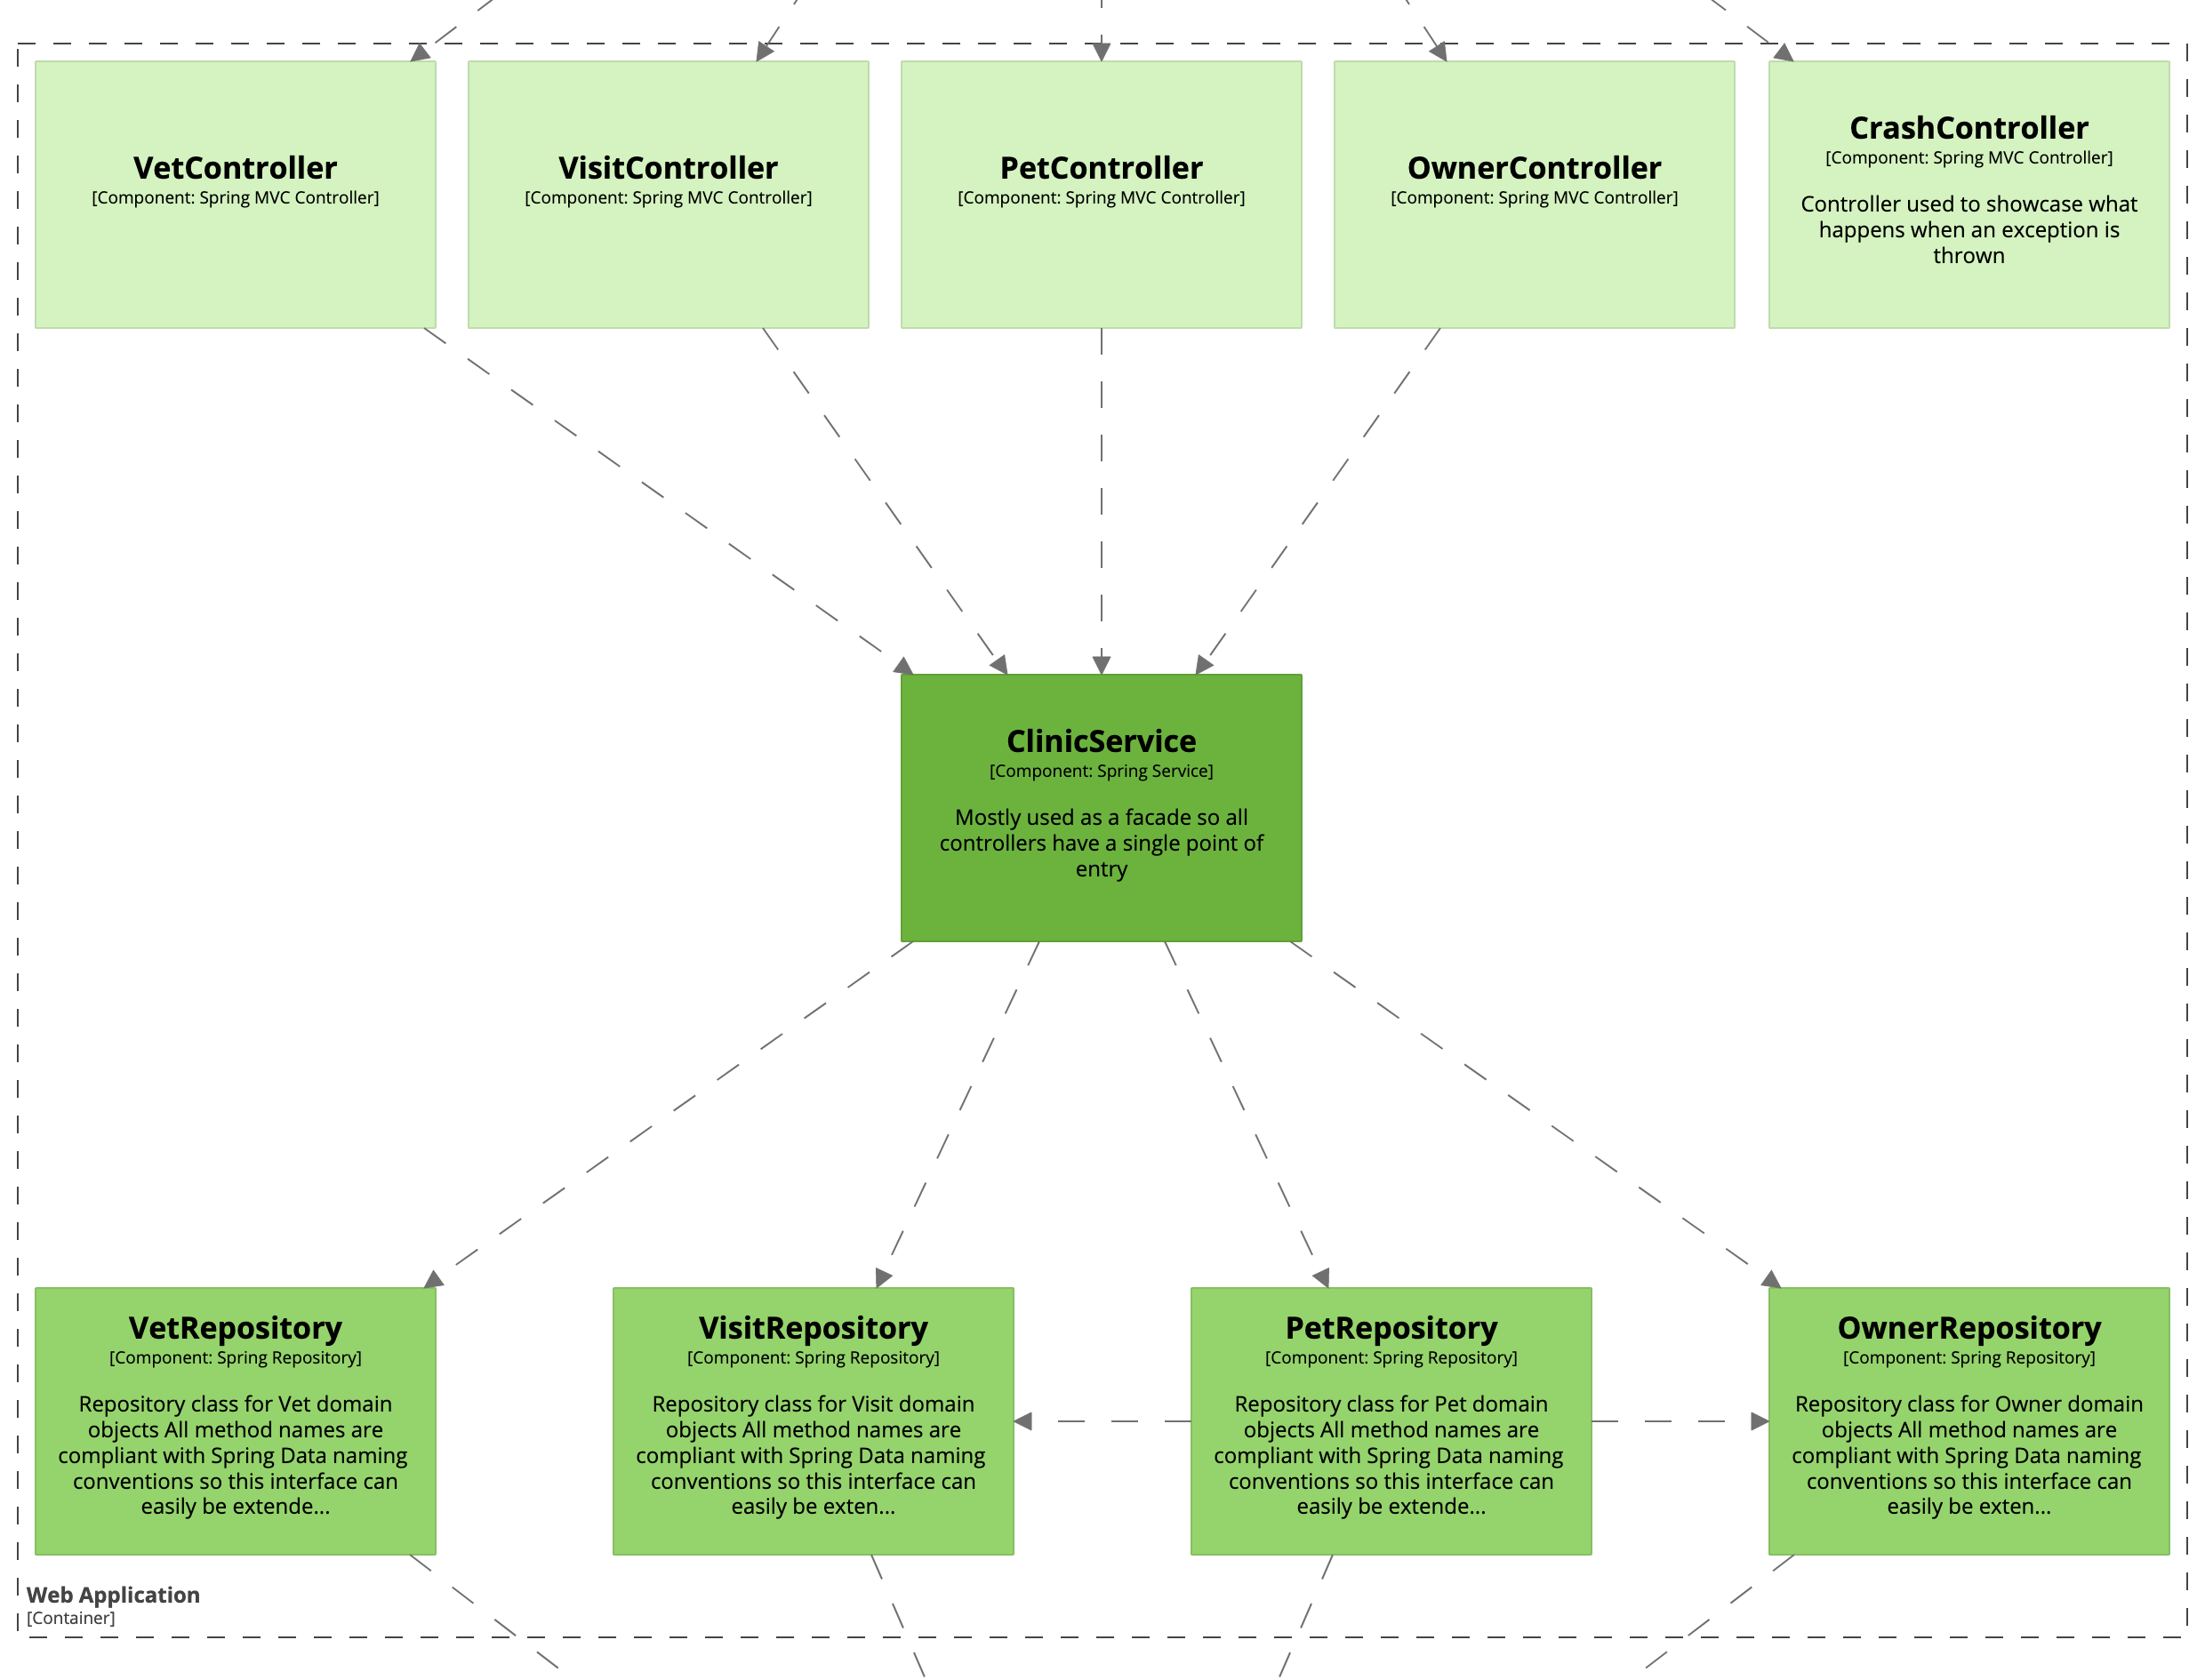 VetController
[Component: Spring MVC Controller]
VisitController
[Component: Spring MVC Controller]
PetController
[Component: Spring MVC Controller]
OwnerController
[Component: Spring MVC Controller]
CrashController
[Component: Spring MVC Controller]
Controller used to showcase what
happens when an exception is
thrown
ClinicService
[Component: Spring Service]
Mostly used as a facade so all
controllers have a single point of
entry
VetRepository
[Component: Spring Repository]
Repository class for Vet domain
objects All method names are
compliant with Spring Data naming
conventions so this interface can
easily be extende...
VisitRepository
[Component: Spring Repository]
Repository class for Visit domain
objects All method names are
compliant with Spring Data naming
conventions so this interface can
easily be exten...
PetRepository
[Component: Spring Repository]
Repository class for Pet domain
objects All method names are
compliant with Spring Data naming
conventions so this interface can
easily be extende...
OwnerRepository
[Component: Spring Repository]
Repository class for Owner domain
objects All method names are
compliant with Spring Data naming
conventions so this interface can
easily be exten...
Web Application
[Container]